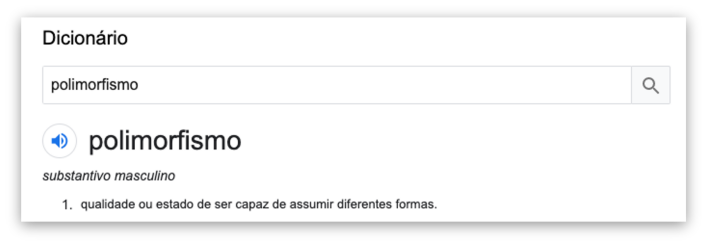 Dicionário
polimorfismo
polimorfismo
substantivo masculino
1. qualidade ou estado de ser capaz de assumir diferentes formas.